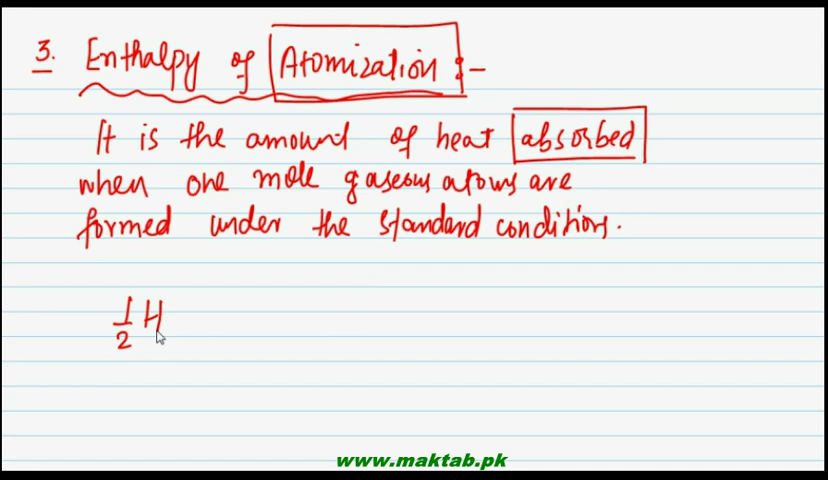 3. Enthalpy of Atomization :-
It is the amount of heat absorbed
when one mole gaseous atoms are
formed under the standard conditions.
1/2 H
www.maktab.pk